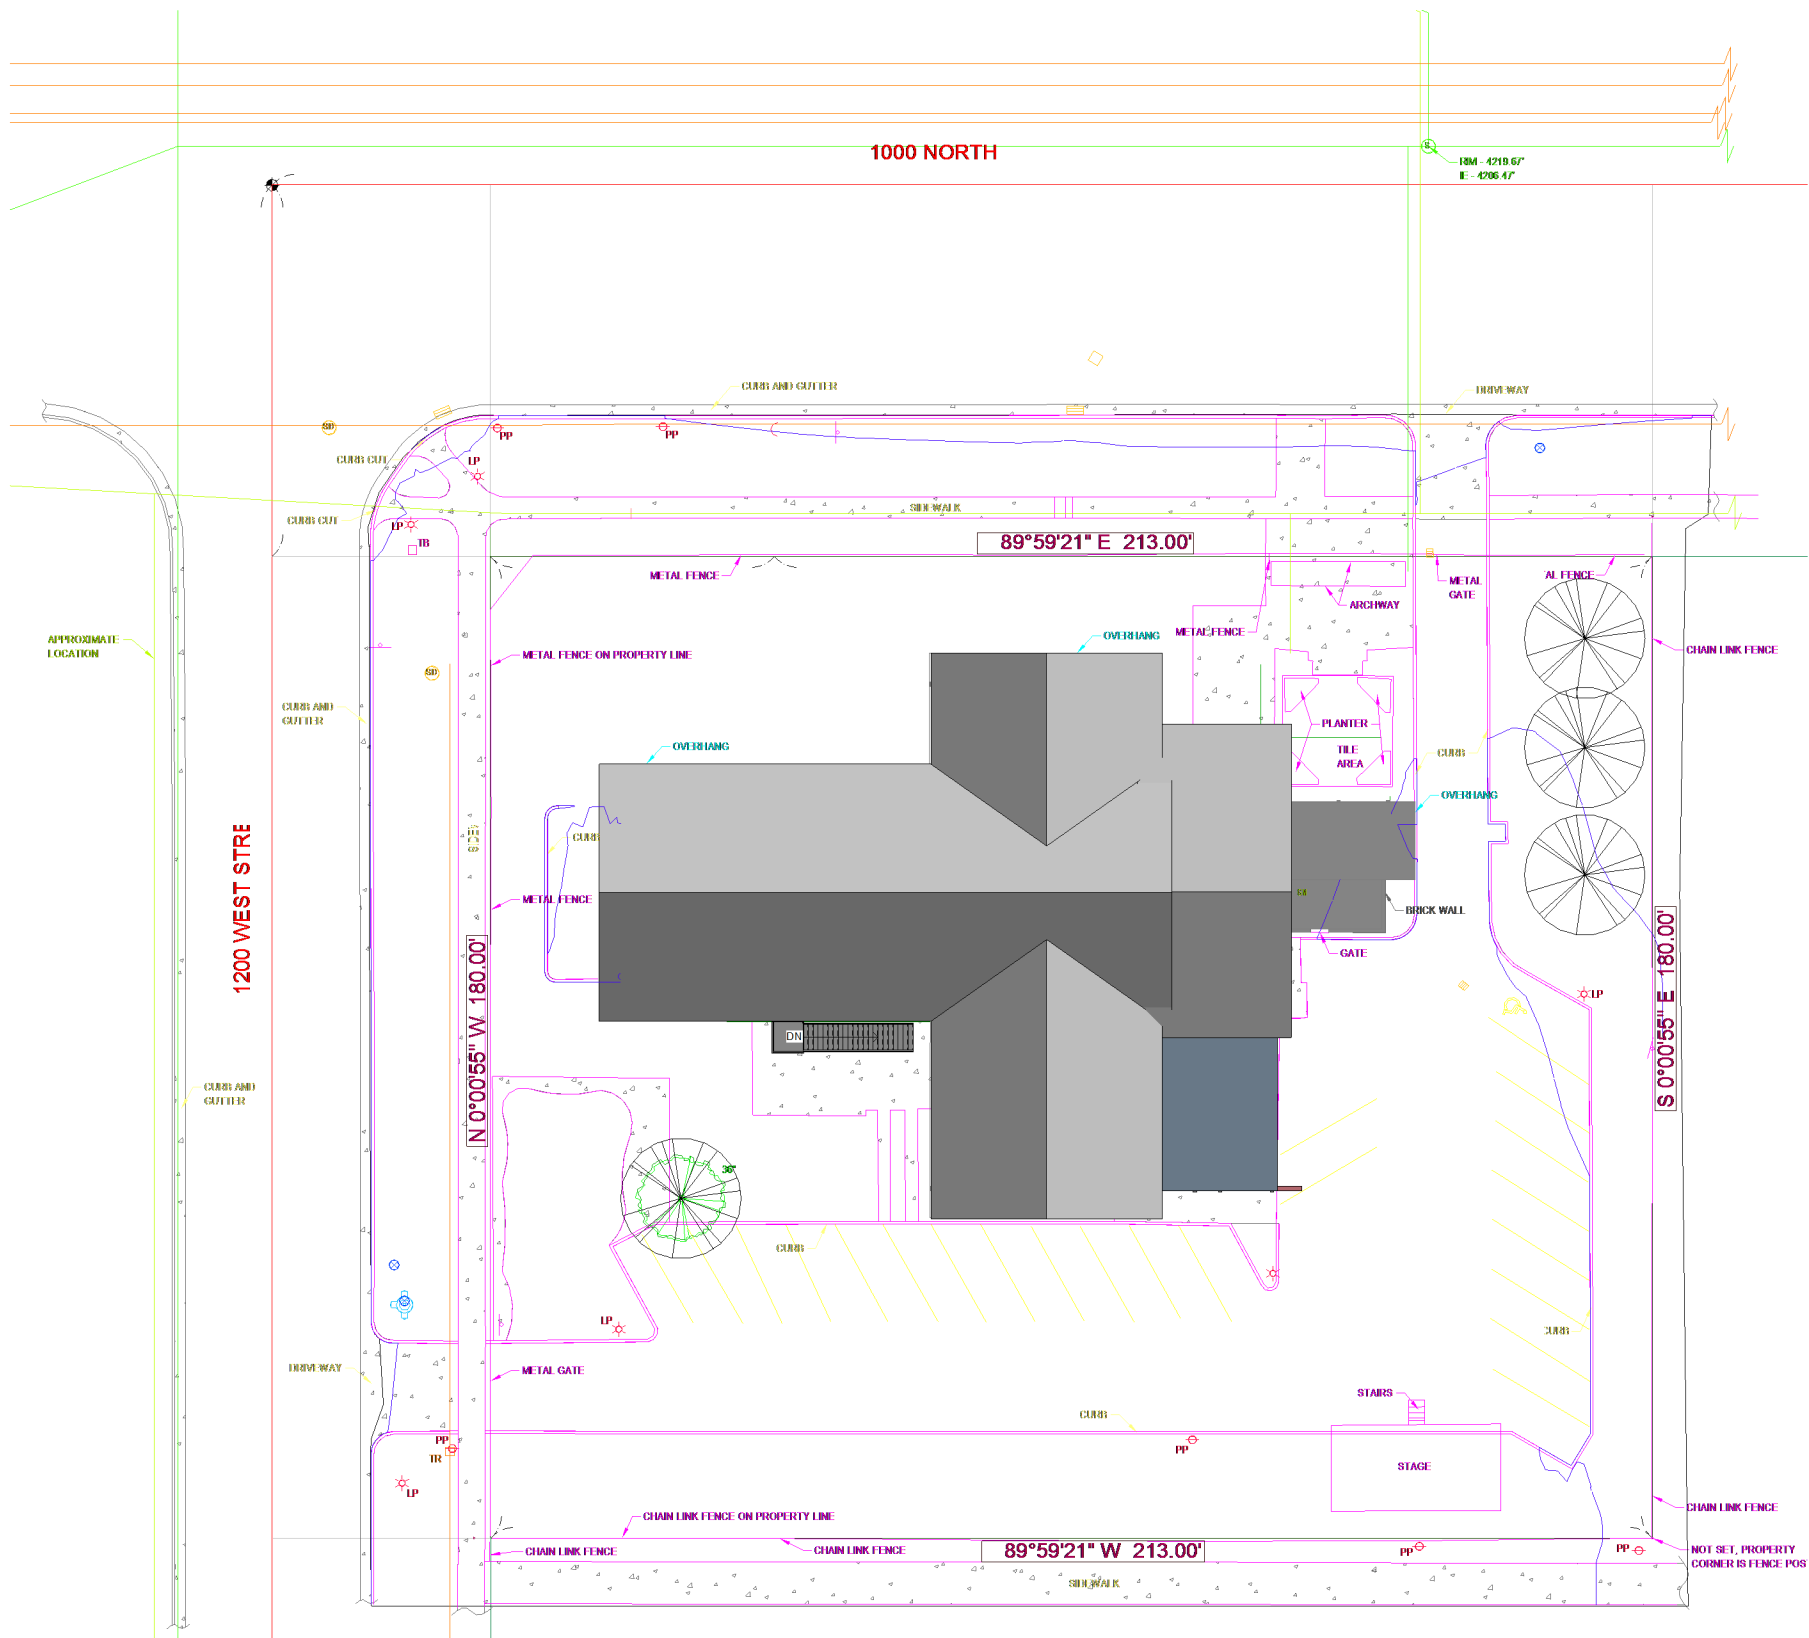 1000 NORTH
RIM - 4219.67'
IE - 4206.47'
CURB AND GUTTER
DRIVEWAY
SD
PP
PP
CURB CUT
LP
SIDEWALK
CURB CUT
LP
TB
89°59'21" E 213.00'
METAL FENCE
METAL
GATE
AL FENCE
ARCHWAY
METAL FENCE
OVERHANG
APPROXIMATE
LOCATION
METAL FENCE ON PROPERTY LINE
CHAIN LINK FENCE
SD
CURB AND
GUTTER
PLANTER
OVERHANG
TILE
AREA
CURB
OVERHANG
CURB
1200 WEST STRE
METAL FENCE
BRICK WALL
GATE
N 0°00'55" W 180.00'
S 0°00'55" E 180.00'
LP
DN
CURB AND
GUTTER
36"
CURB
LP
CURB
DRIVEWAY
METAL GATE
STAIRS
CURB
PP
TR
PP
STAGE
LP
CHAIN LINK FENCE ON PROPERTY LINE
CHAIN LINK FENCE
CHAIN LINK FENCE
CHAIN LINK FENCE
89°59'21" W 213.00'
PP
PP
NOT SET, PROPERTY
CORNER IS FENCE POS
SIDEWALK